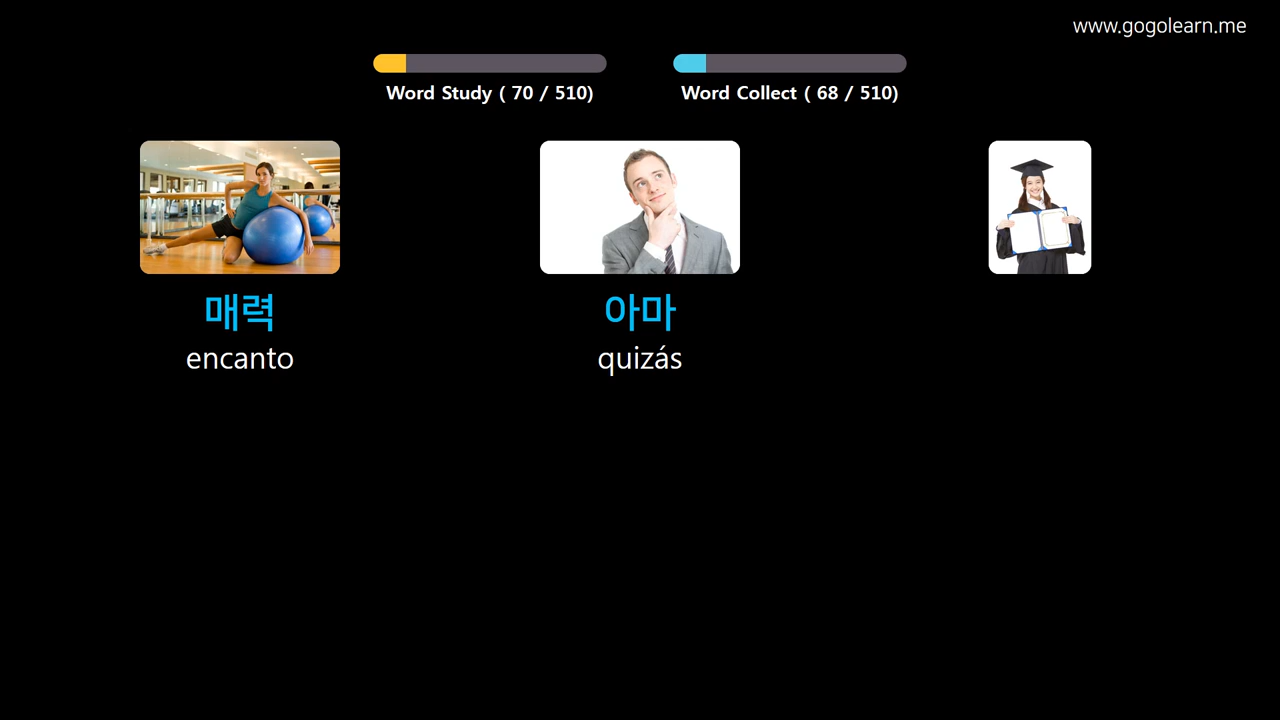 www.gogolearn.me
Word Study ( 70 / 510)
Word Collect ( 68 / 510)
매력
encanto
아마
quizás